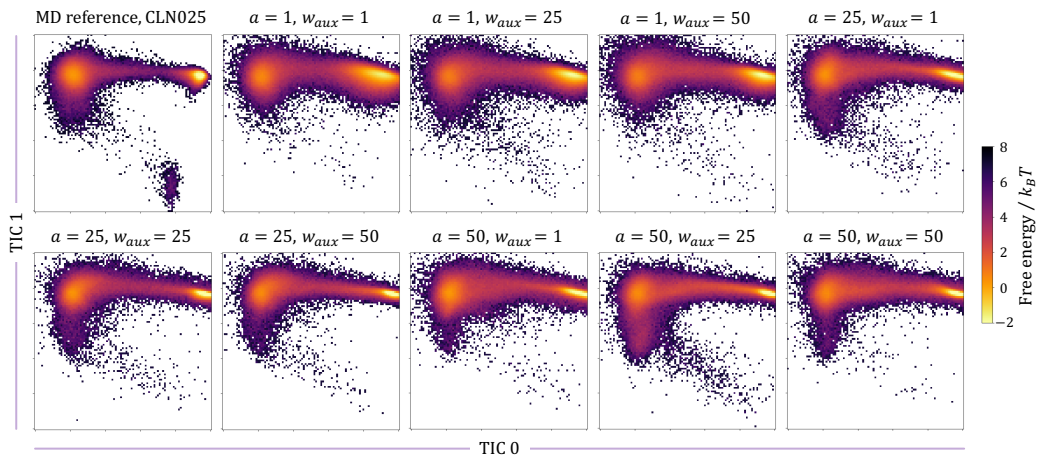 MD reference, CLN025
a = 1, w_aux = 1
a = 1, w_aux = 25
a = 1, w_aux = 50
a = 25, w_aux = 1
a = 25, w_aux = 25
a = 25, w_aux = 50
a = 50, w_aux = 1
a = 50, w_aux = 25
a = 50, w_aux = 50
TIC 1
TIC 0
8
6
4
2
0
−2
Free energy / k_BT